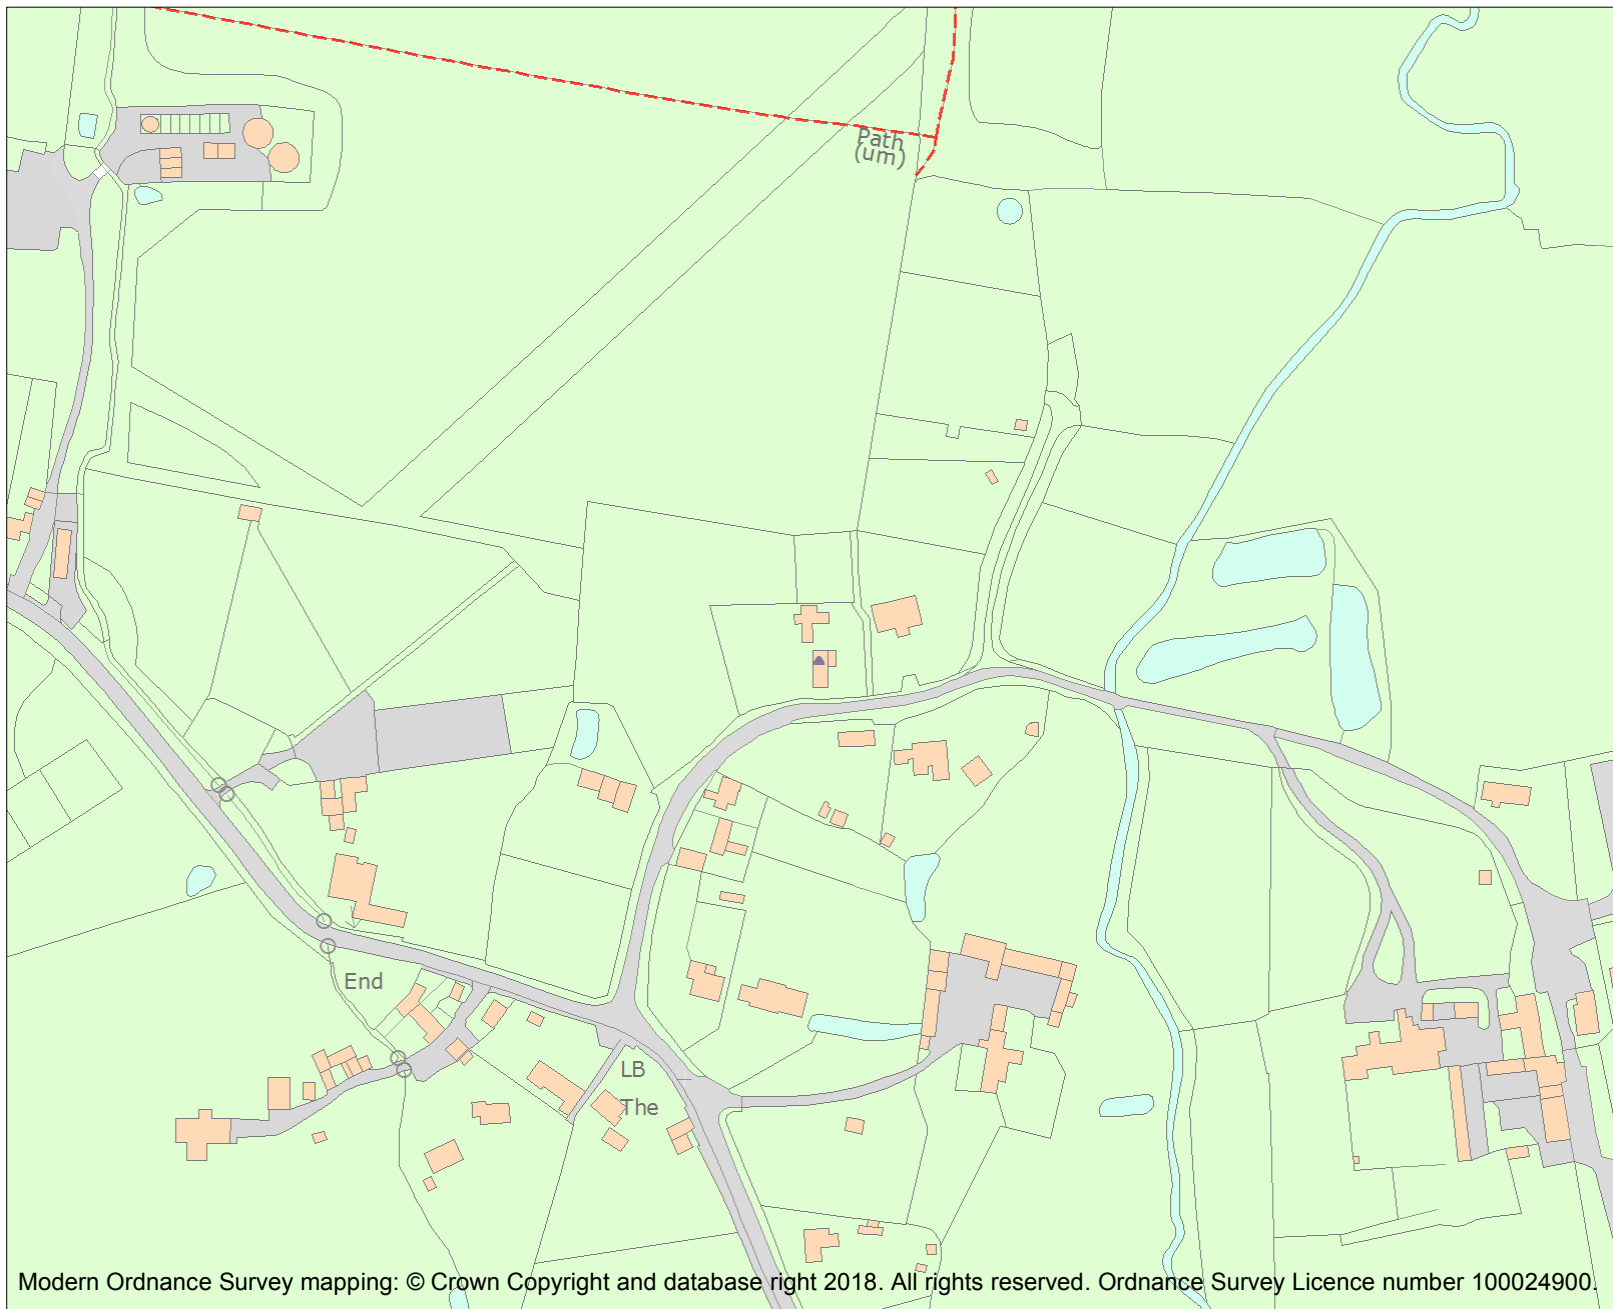 Path
(um)
End
LB
The
Modern Ordnance Survey mapping: © Crown Copyright and database right 2018. All rights reserved. Ordnance Survey Licence number 100024900.